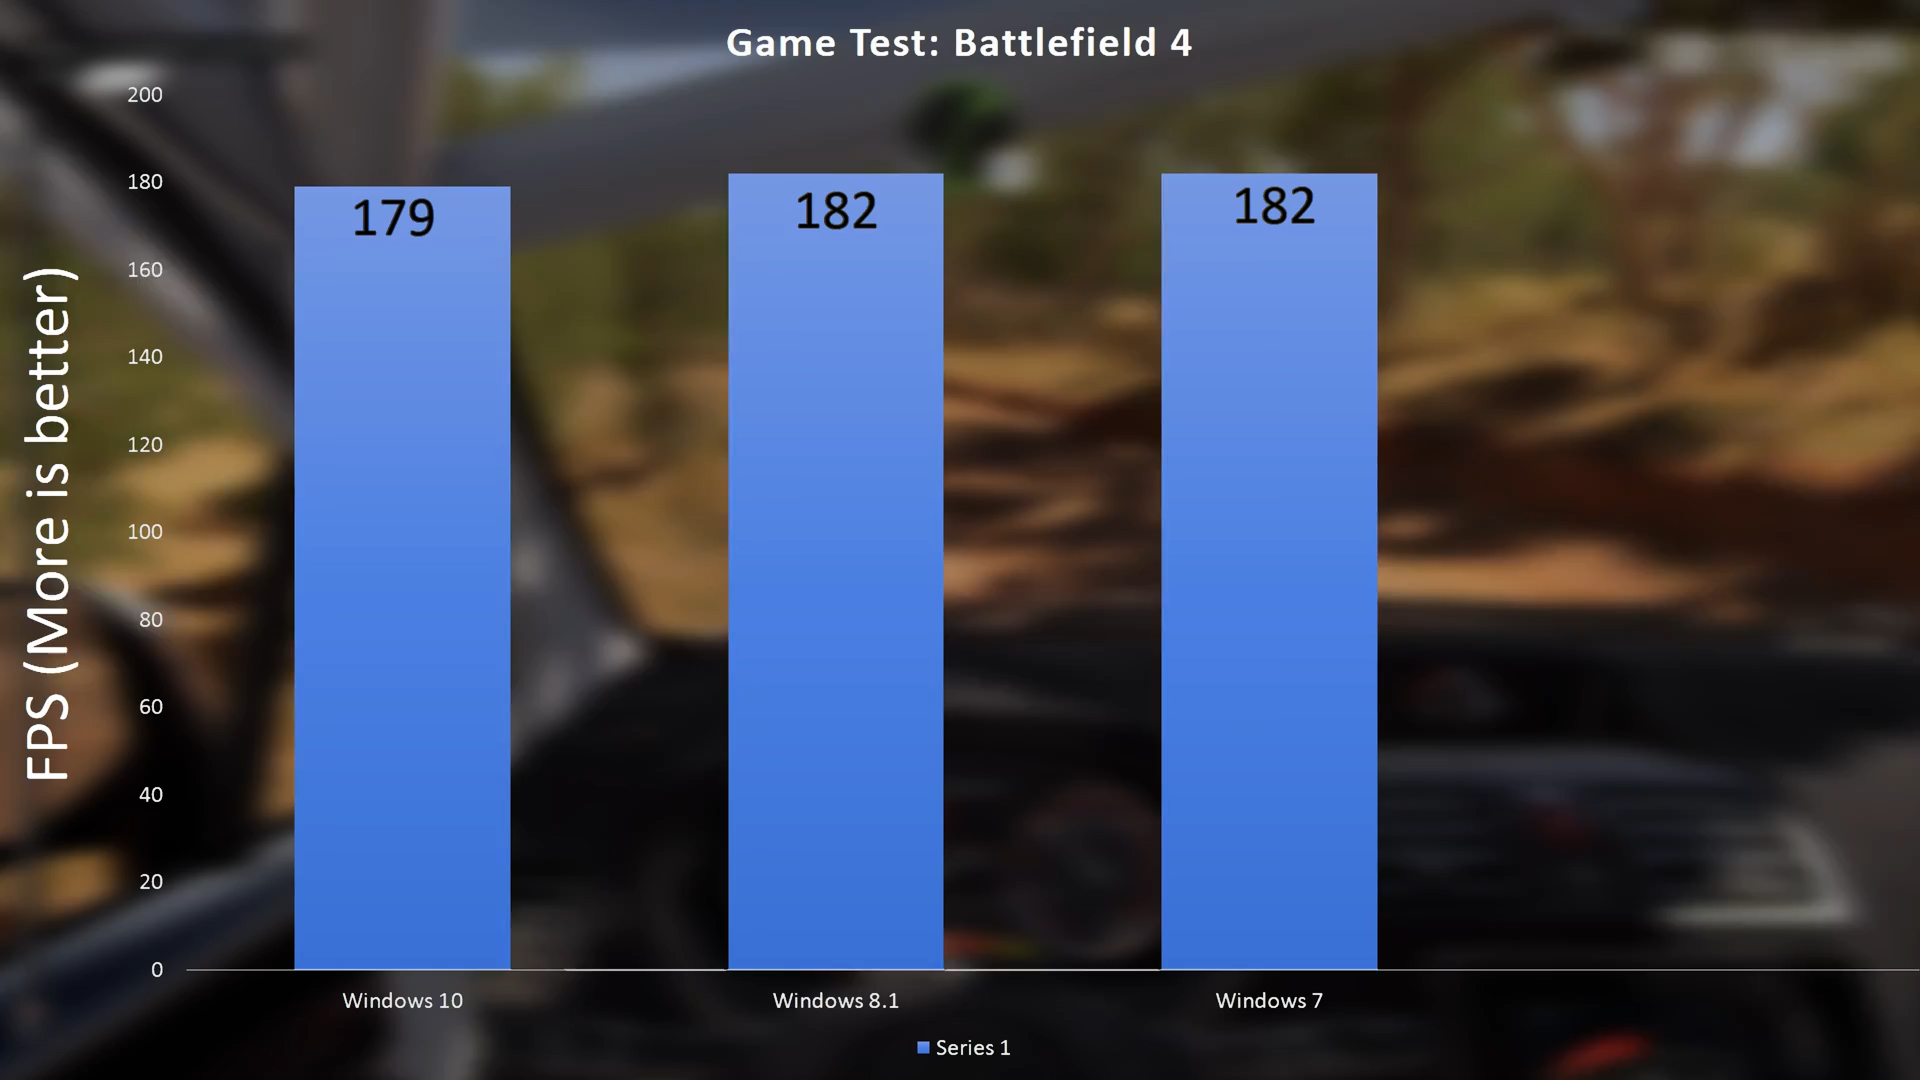 Game Test: Battlefield 4
FPS (More is better)
200
180
160
140
120
100
80
60
40
20
0
179
182
182
Windows 10
Windows 8.1
Windows 7
Series 1